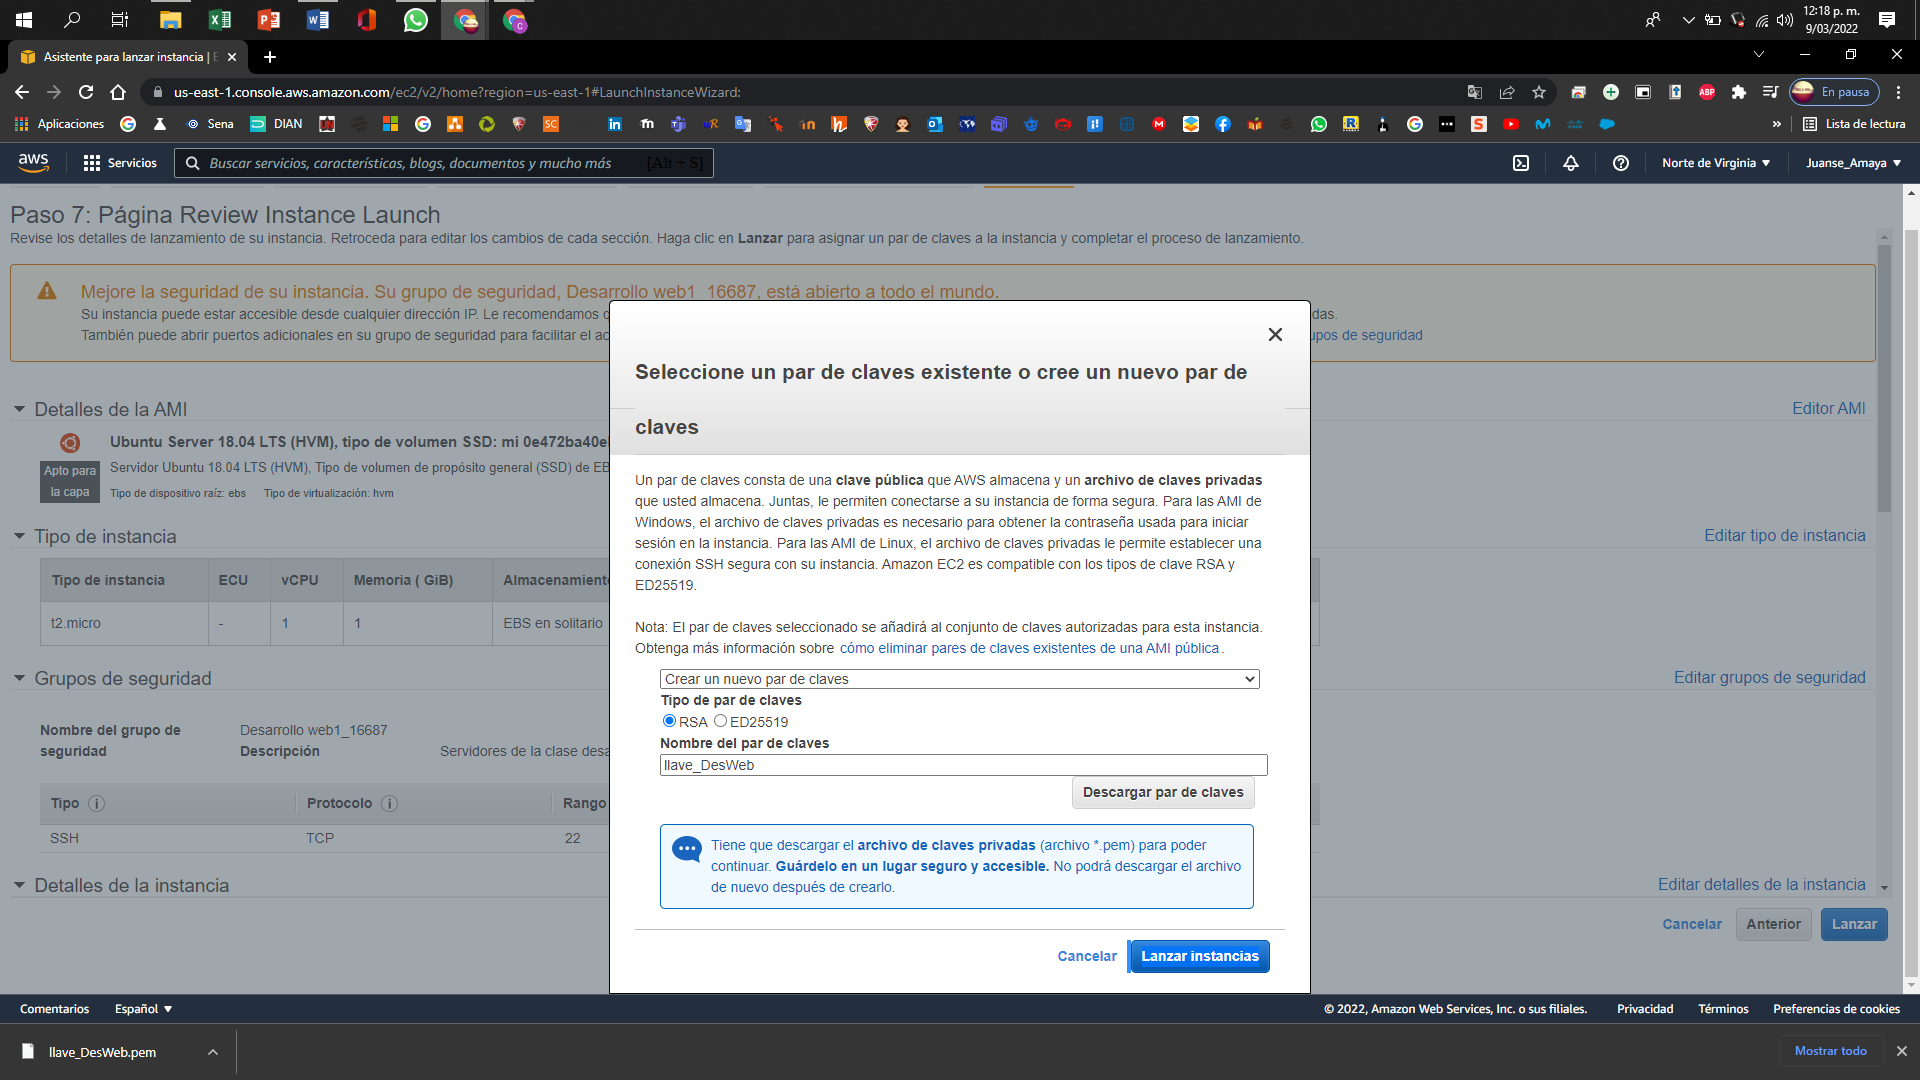 12:18 p. m.
9/03/2022
Asistente para lanzar instancia | E
us-east-1.console.aws.amazon.com/ec2/v2/home?region=us-east-1#LaunchInstanceWizard:
ABP
En pausa
Aplicaciones
Sena
DIAN
Lista de lectura
aws
Servicios
Buscar servicios, características, blogs, documentos y mucho más
[Alt + S]
Norte de Virginia
Juanse_Amaya
Paso 7: Página Review Instance Launch
Revise los detalles de lanzamiento de su instancia. Retroceda para editar los cambios de cada sección. Haga clic en Lanzar para asignar un par de claves a la instancia y completar el proceso de lanzamiento.
Mejore la seguridad de su instancia. Su grupo de seguridad, Desarrollo web1_16687, está abierto a todo el mundo.
Su instancia puede estar accesible desde cualquier dirección IP. Le recomendamos
das.
También puede abrir puertos adicionales en su grupo de seguridad para facilitar el
upos de seguridad
Detalles de la AMI
Editor AMI
Ubuntu Server 18.04 LTS (HVM), tipo de volumen SSD: mi 0e472ba40e
Apto para la capa
Servidor Ubuntu 18.04 LTS (HVM), Tipo de volumen de propósito general (SSD) de EB
Tipo de dispositivo raíz: ebs Tipo de virtualización: hvm
Tipo de instancia
Editar tipo de instancia
Tipo de instancia ECU vCPU Memoria ( GiB) Almacenamiento
t2.micro - 1 1 EBS en solitario
Grupos de seguridad
Editar grupos de seguridad
Nombre del grupo de seguridad
Desarrollo web1_16687
Descripción
Servidores de la clase desa
Tipo Protocolo Rango
SSH TCP 22
Detalles de la instancia
Editar detalles de la instancia
Cancelar Anterior Lanzar
Seleccione un par de claves existente o cree un nuevo par de
claves
Un par de claves consta de una clave pública que AWS almacena y un archivo de claves privadas
que usted almacena. Juntas, le permiten conectarse a su instancia de forma segura. Para las AMI de
Windows, el archivo de claves privadas es necesario para obtener la contraseña usada para iniciar
sesión en la instancia. Para las AMI de Linux, el archivo de claves privadas le permite establecer una
conexión SSH segura con su instancia. Amazon EC2 es compatible con los tipos de clave RSA y
ED25519.
Nota: El par de claves seleccionado se añadirá al conjunto de claves autorizadas para esta instancia.
Obtenga más información sobre cómo eliminar pares de claves existentes de una AMI pública.
Crear un nuevo par de claves
Tipo de par de claves
RSA ED25519
Nombre del par de claves
llave_DesWeb
Descargar par de claves
Tiene que descargar el archivo de claves privadas (archivo *.pem) para poder
continuar. Guárdelo en un lugar seguro y accesible. No podrá descargar el archivo
de nuevo después de crearlo.
Cancelar Lanzar instancias
Comentarios Español
© 2022, Amazon Web Services, Inc. o sus filiales. Privacidad Términos Preferencias de cookies
llave_DesWeb.pem
Mostrar todo